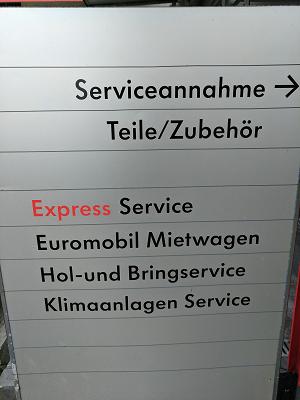 Serviceannahme →
Teile/Zubehör
Express Service
Euromobil Mietwagen
Hol-und Bringservice
Klimaanlagen Service